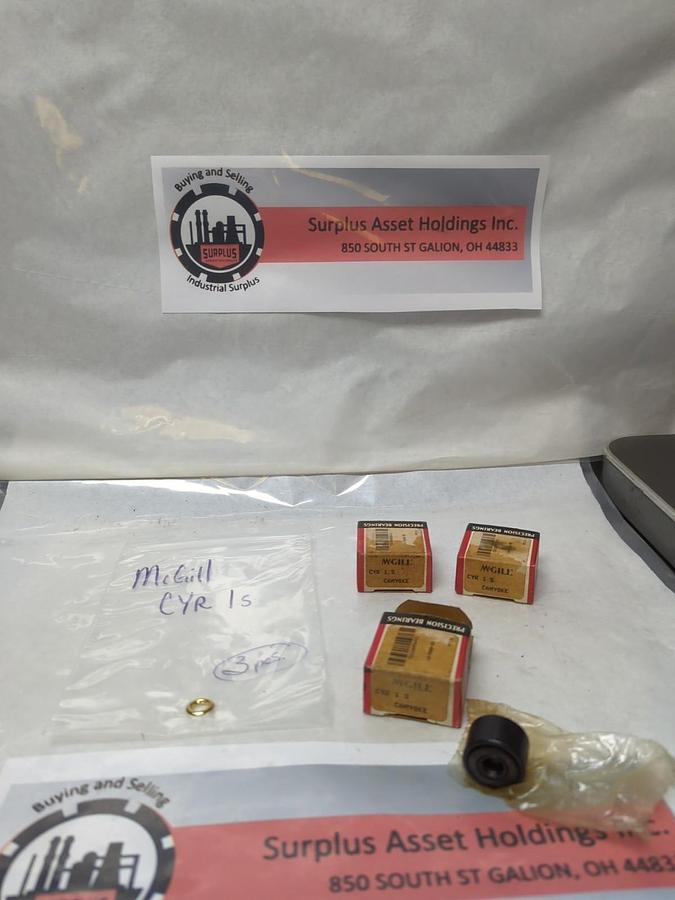 Buying and Selling
SURPLUS
Industrial Surplus
Surplus Asset Holdings Inc.
850 SOUTH ST GALION, OH 44833
McGill
CYR 1s
3 pcs.
PRECISION BEARINGS
McGILL
CYR 1 S
CAMYOKE
PRECISION BEARINGS
McGILL
CYR 1 S
CAMYOKE
PRECISION BEARINGS
McGILL
CYR 1 S
CAMYOKE
Buying and Selling
Surplus Asset Holdings Inc.
850 SOUTH ST GALION, OH 4483